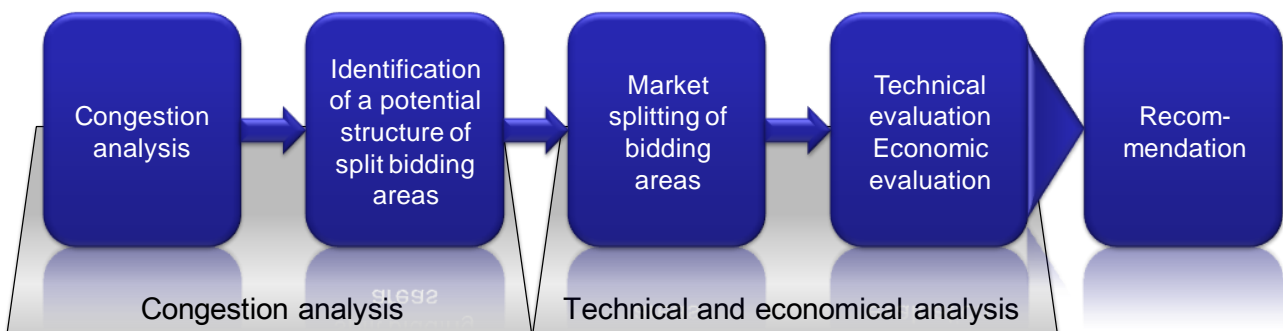 Congestion
analysis
Identification
of a potential
structure of
split bidding
areas
Market
splitting of
bidding
areas
Technical
evaluation
Economic
evaluation
Recom-
mendation
Congestion analysis
Technical and economical analysis